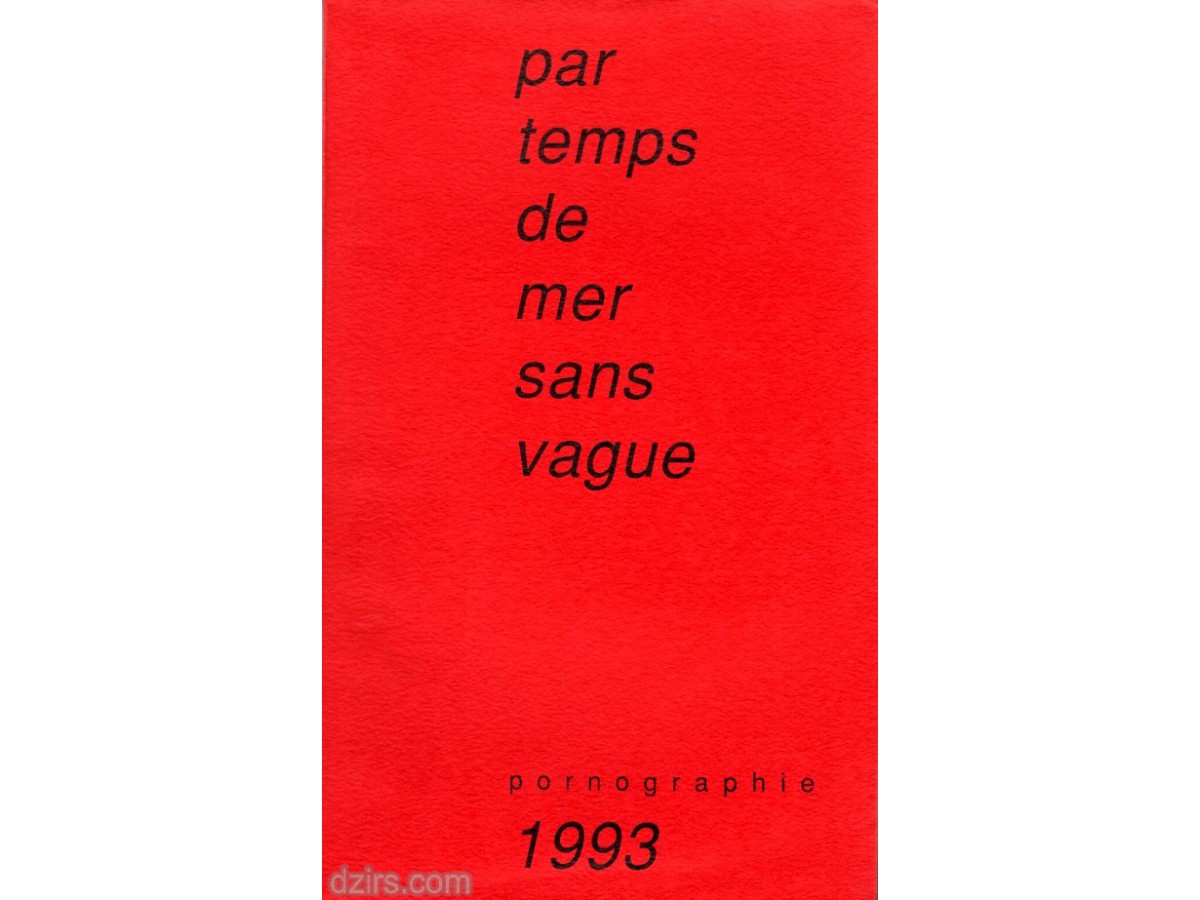 par
temps
de
mer
sans
vague
pornographie
1993
dzirs.com